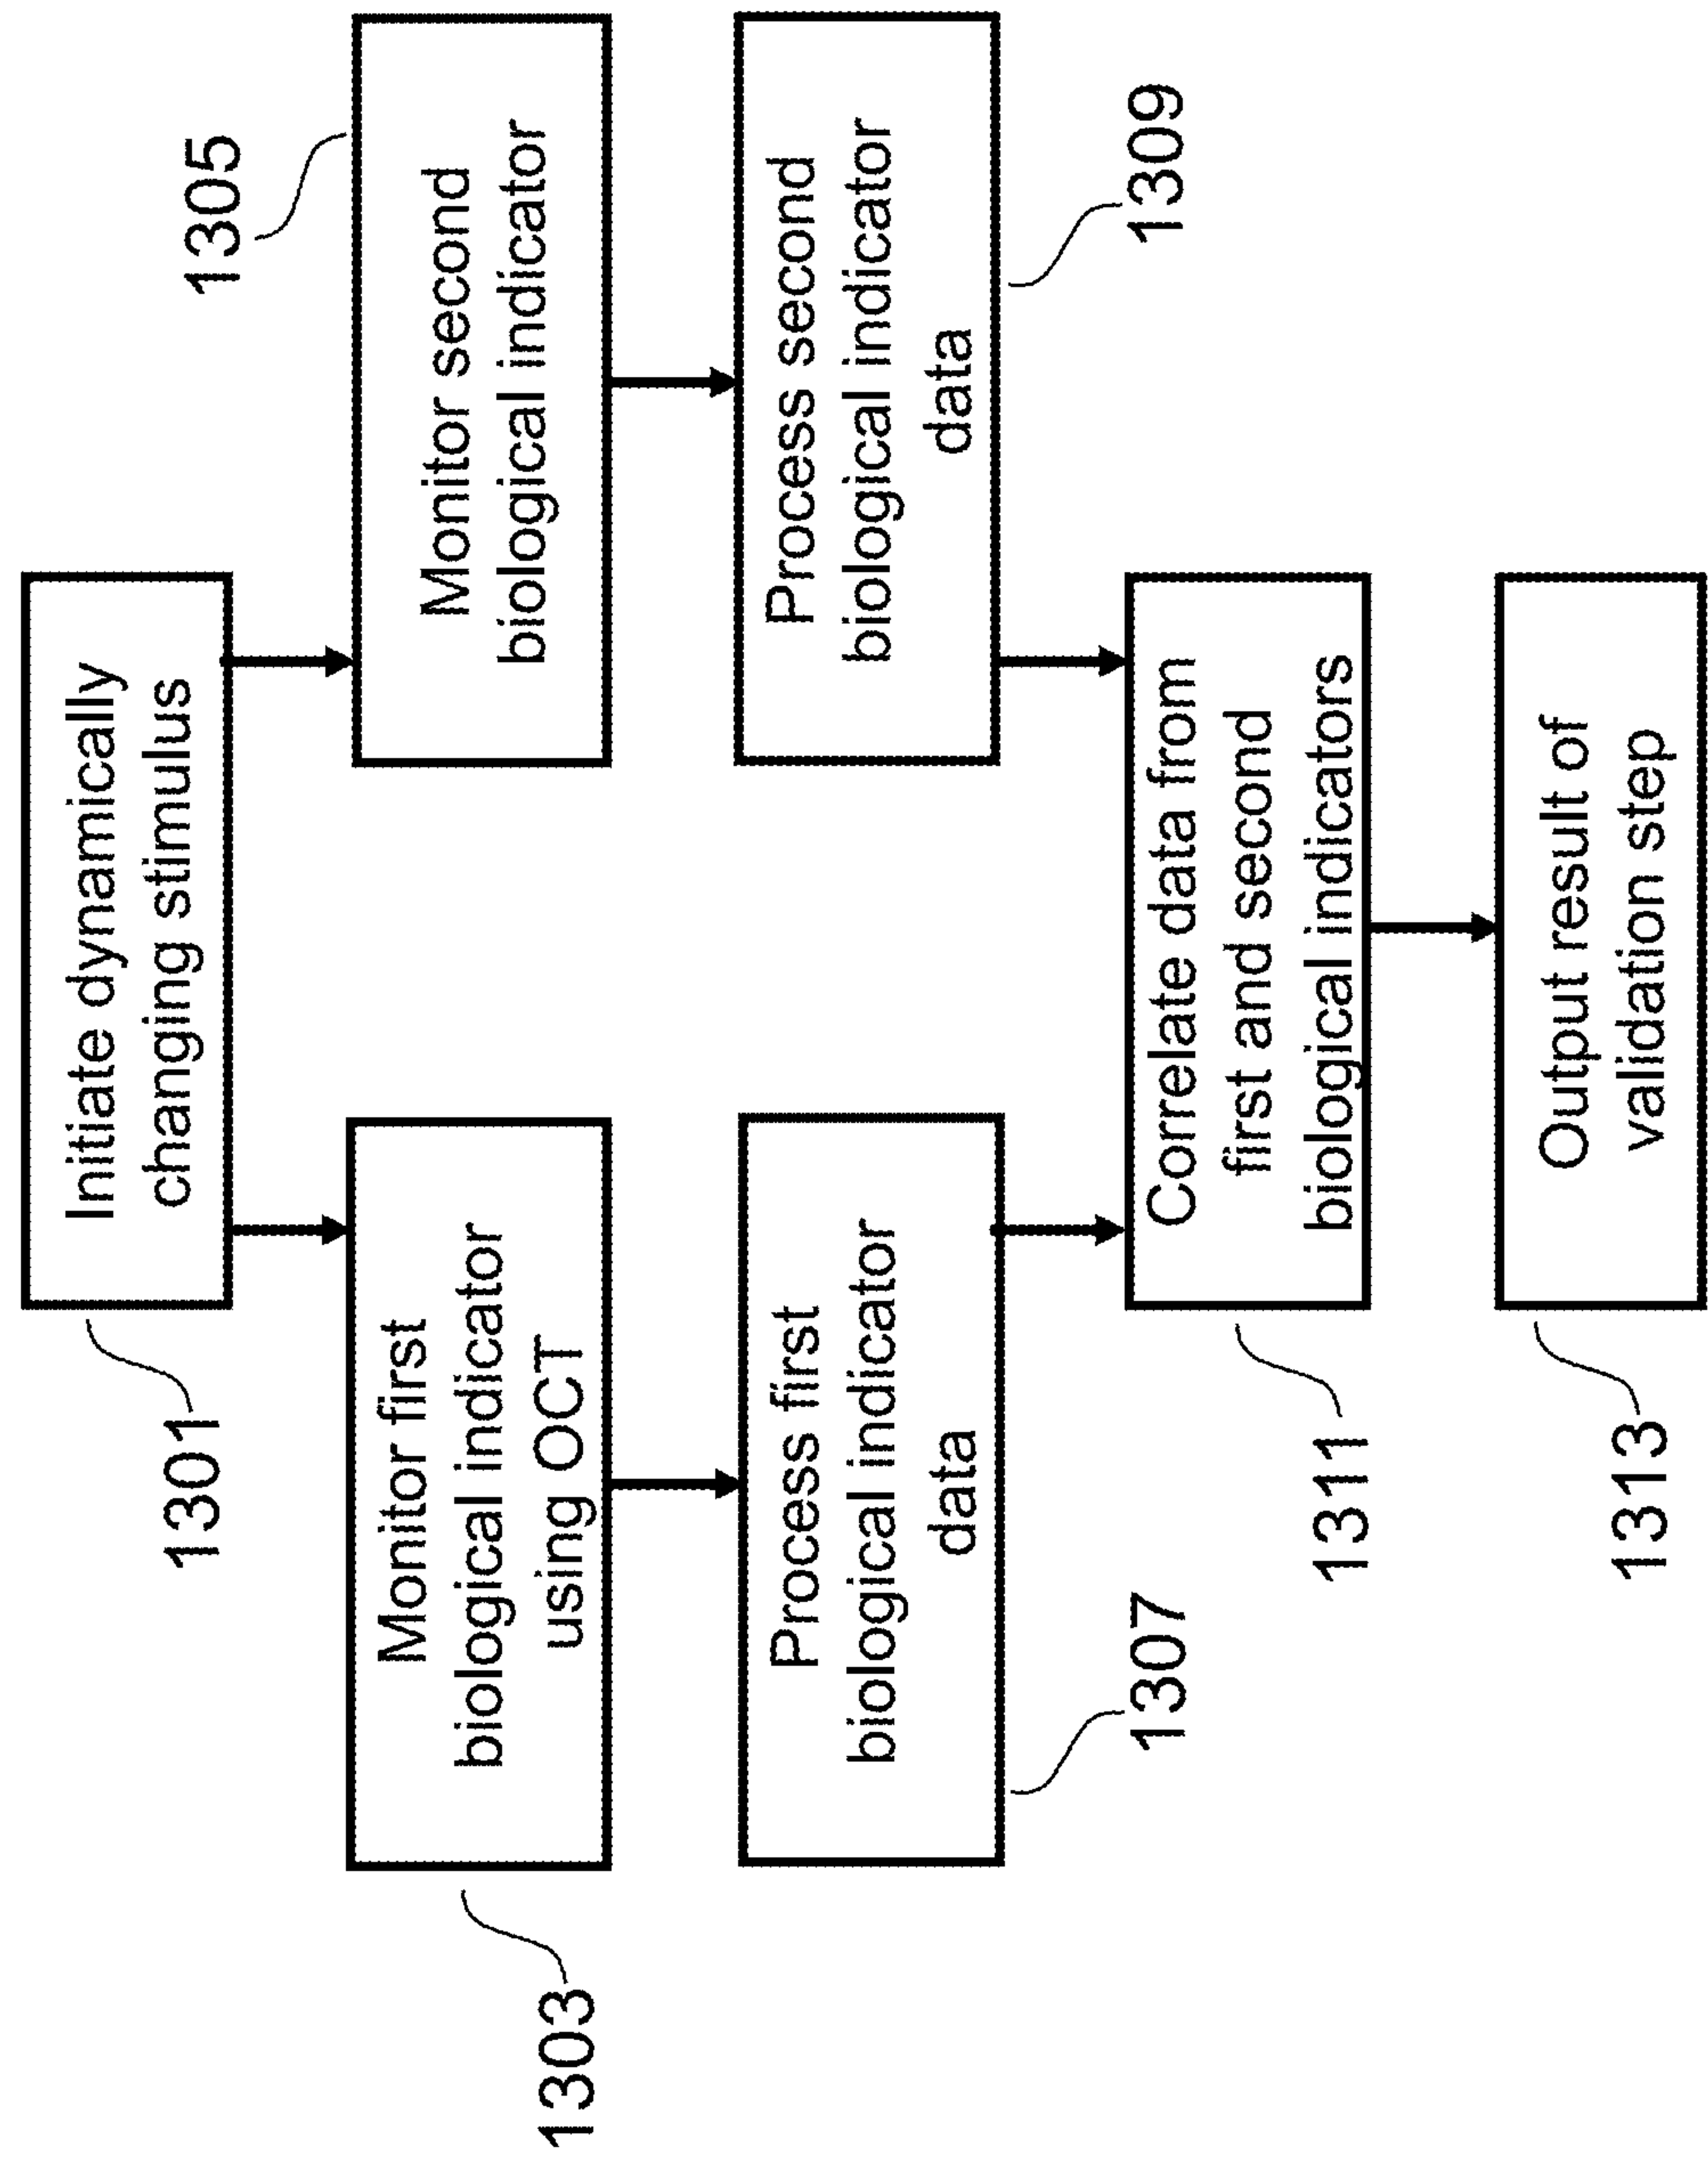 Initiate dynamically
changing stimulus
1301
1305
Monitor first
biological indicator
using OCT
1303
Monitor second
biological indicator
Process first
biological indicator
data
1307
Process second
biological indicator
data
1309
Correlate data from
first and second
biological indicators
1311
Output result of
validation step
1313